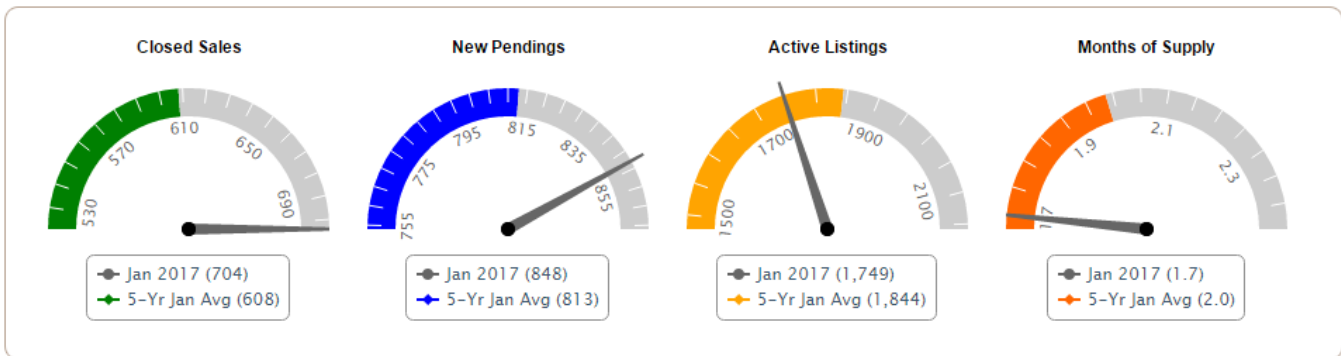 Closed Sales
530
570
610
650
690
Jan 2017 (704)
5-Yr Jan Avg (608)
New Pendings
755
775
795
815
835
855
Jan 2017 (848)
5-Yr Jan Avg (813)
Active Listings
1500
1700
1900
2100
Jan 2017 (1,749)
5-Yr Jan Avg (1,844)
Months of Supply
1.7
1.9
2.1
2.3
Jan 2017 (1.7)
5-Yr Jan Avg (2.0)